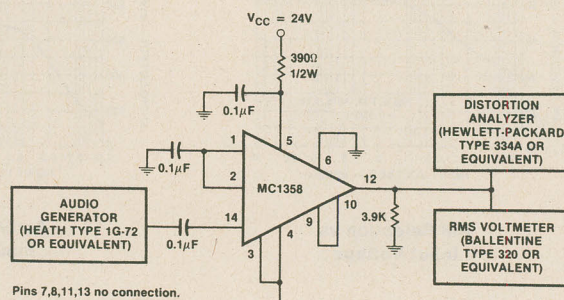 VCC = 24V
390Ω
1/2W
0.1μF
5
1
0.1μF
6
2
MC1358
12
DISTORTION
ANALYZER
(HEWLETT-PACKARD
TYPE 334A OR
EQUIVALENT)
AUDIO
GENERATOR
(HEATH TYPE 1G-72
OR EQUIVALENT)
14
0.1μF
9
10
3.9K
3
4
RMS VOLTMETER
(BALLENTINE
TYPE 320 OR
EQUIVALENT)
Pins 7,8,11,13 no connection.